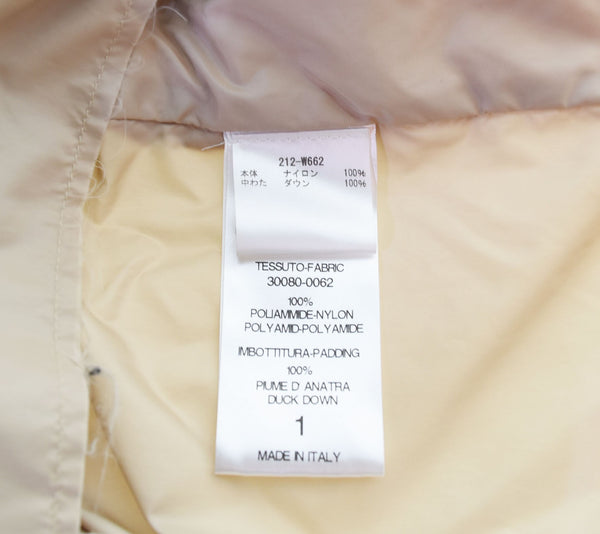 212-W662
本体 ナイロン 100%
中わた ダウン 100%
TESSUTO-FABRIC
30080-0062
100%
POLIAMMIDE-NYLON
POLYAMID-POLYAMIDE
IMBOTTITURA-PADDING
100%
PIUME D ANATRA
DUCK DOWN
1
MADE IN ITALY